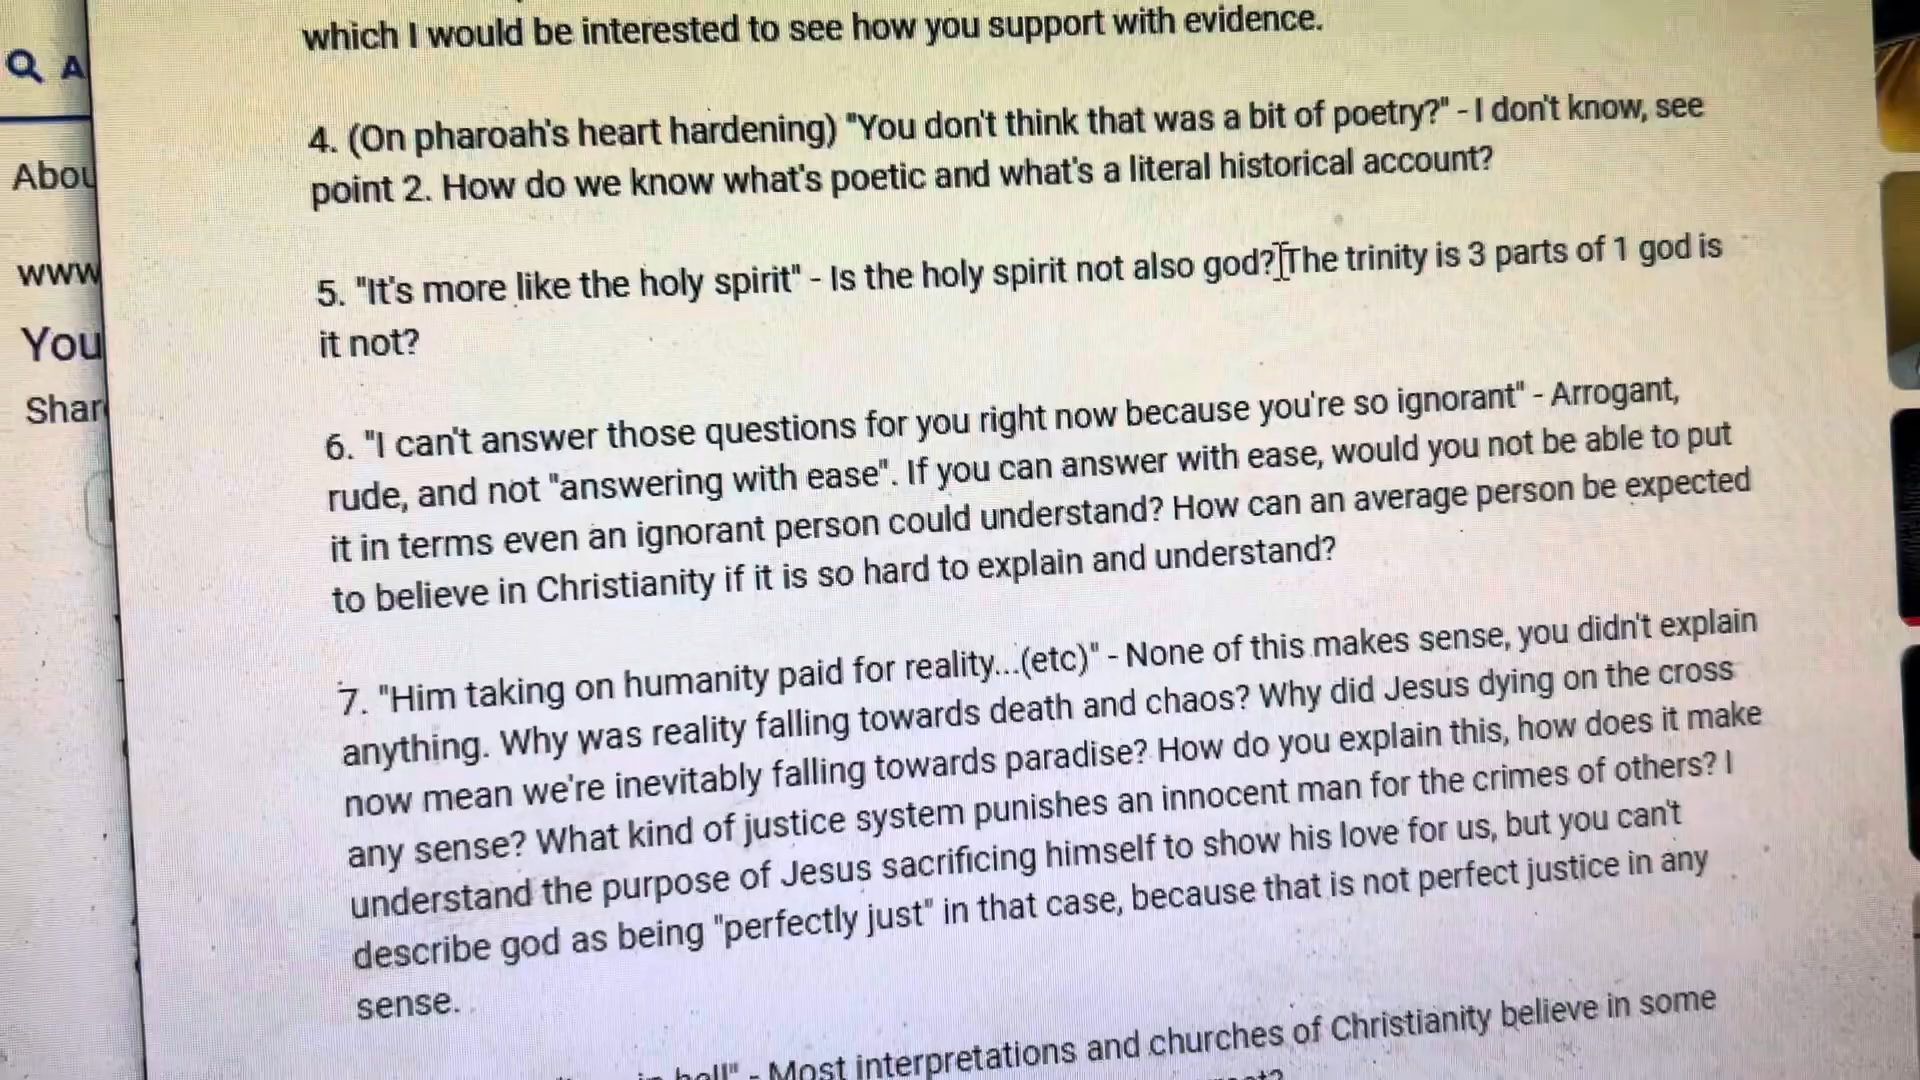 which I would be interested to see how you support with evidence.
A
4. (On pharoah's heart hardening) "You don't think that was a bit of poetry?" - I don't know, see
point 2. How do we know what's poetic and what's a literal historical account?
Abou
www
5. "It's more like the holy spirit" - Is the holy spirit not also god? The trinity is 3 parts of 1 god is
it not?
You
Shar
6. "I can't answer those questions for you right now because you're so ignorant" - Arrogant,
rude, and not "answering with ease". If you can answer with ease, would you not be able to put
it in terms even an ignorant person could understand? How can an average person be expected
to believe in Christianity if it is so hard to explain and understand?
7. "Him taking on humanity paid for reality...(etc)" - None of this makes sense, you didn't explain
anything. Why was reality falling towards death and chaos? Why did Jesus dying on the cross
now mean we're inevitably falling towards paradise? How do you explain this, how does it make
any sense? What kind of justice system punishes an innocent man for the crimes of others? I
understand the purpose of Jesus sacrificing himself to show his love for us, but you can't
describe god as being "perfectly just" in that case, because that is not perfect justice in any
sense.
in hell" - Most interpretations and churches of Christianity believe in some